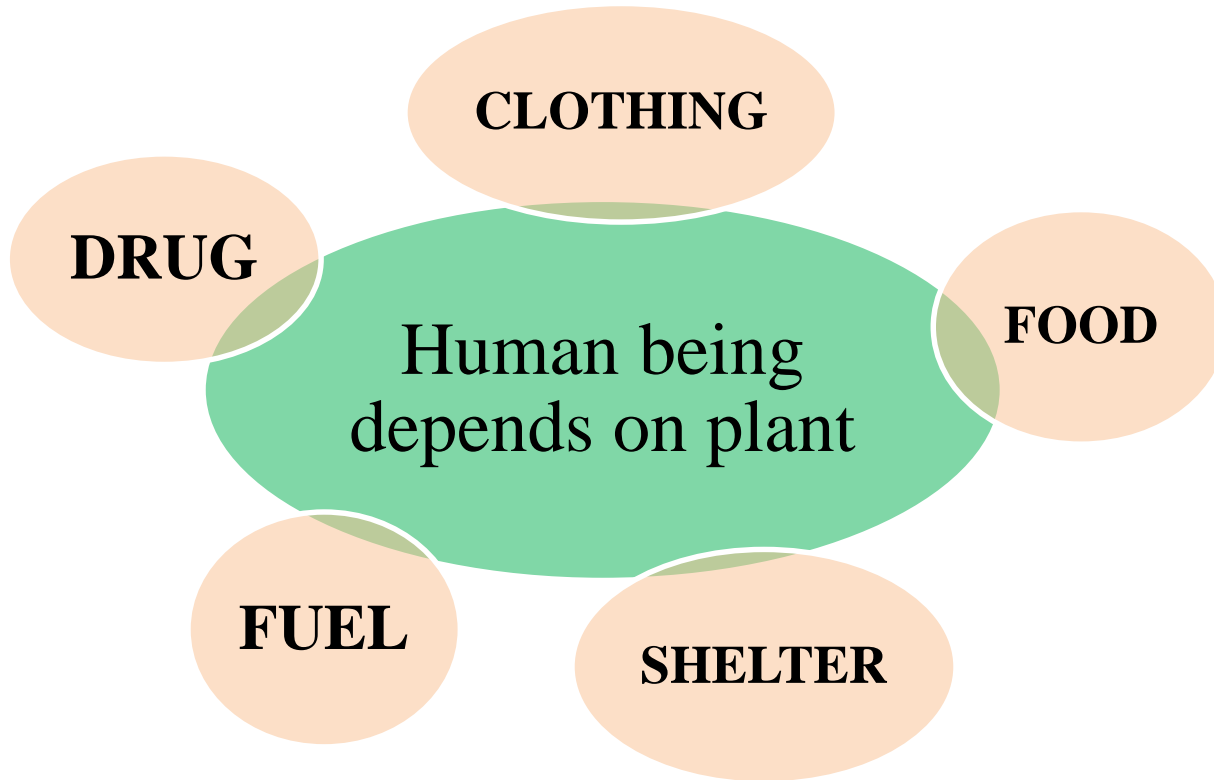 CLOTHING
DRUG
FOOD
Human being
depends on plant
FUEL
SHELTER